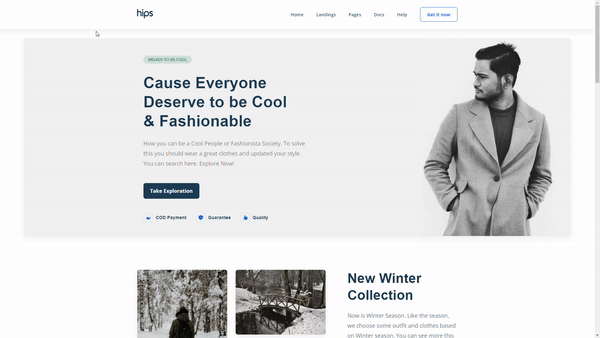 hips
Home Landings Pages Docs Help Get it now
#READY TO BE COOL
Cause Everyone
Deserve to be Cool
& Fashionable
How you can be a Cool People or Fashionista Society. To solve
this you should wear a great clothes and updated your style.
You can search here. Explore Now!
Take Exploration
COD Payment Guarantee Quality
New Winter
Collection
Now is Winter Season. Like the season,
we choose some outfit and clothes based
on Winter season. You can see more this